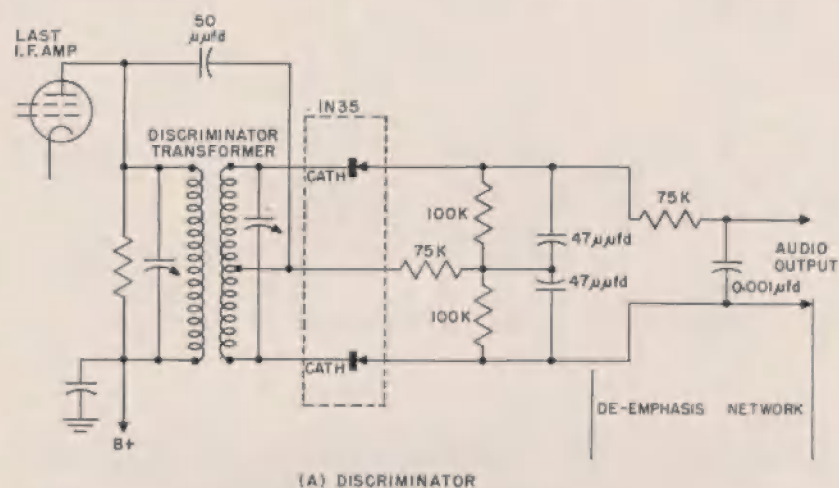 50
μμfd
LAST
I.F. AMP.
IN35
DISCRIMINATOR
TRANSFORMER
CATH
75K
100K
47μμfd
75K
AUDIO
OUTPUT
47μμfd
0.001μfd
100K
CATH
DE-EMPHASIS NETWORK
B+
(A) DISCRIMINATOR